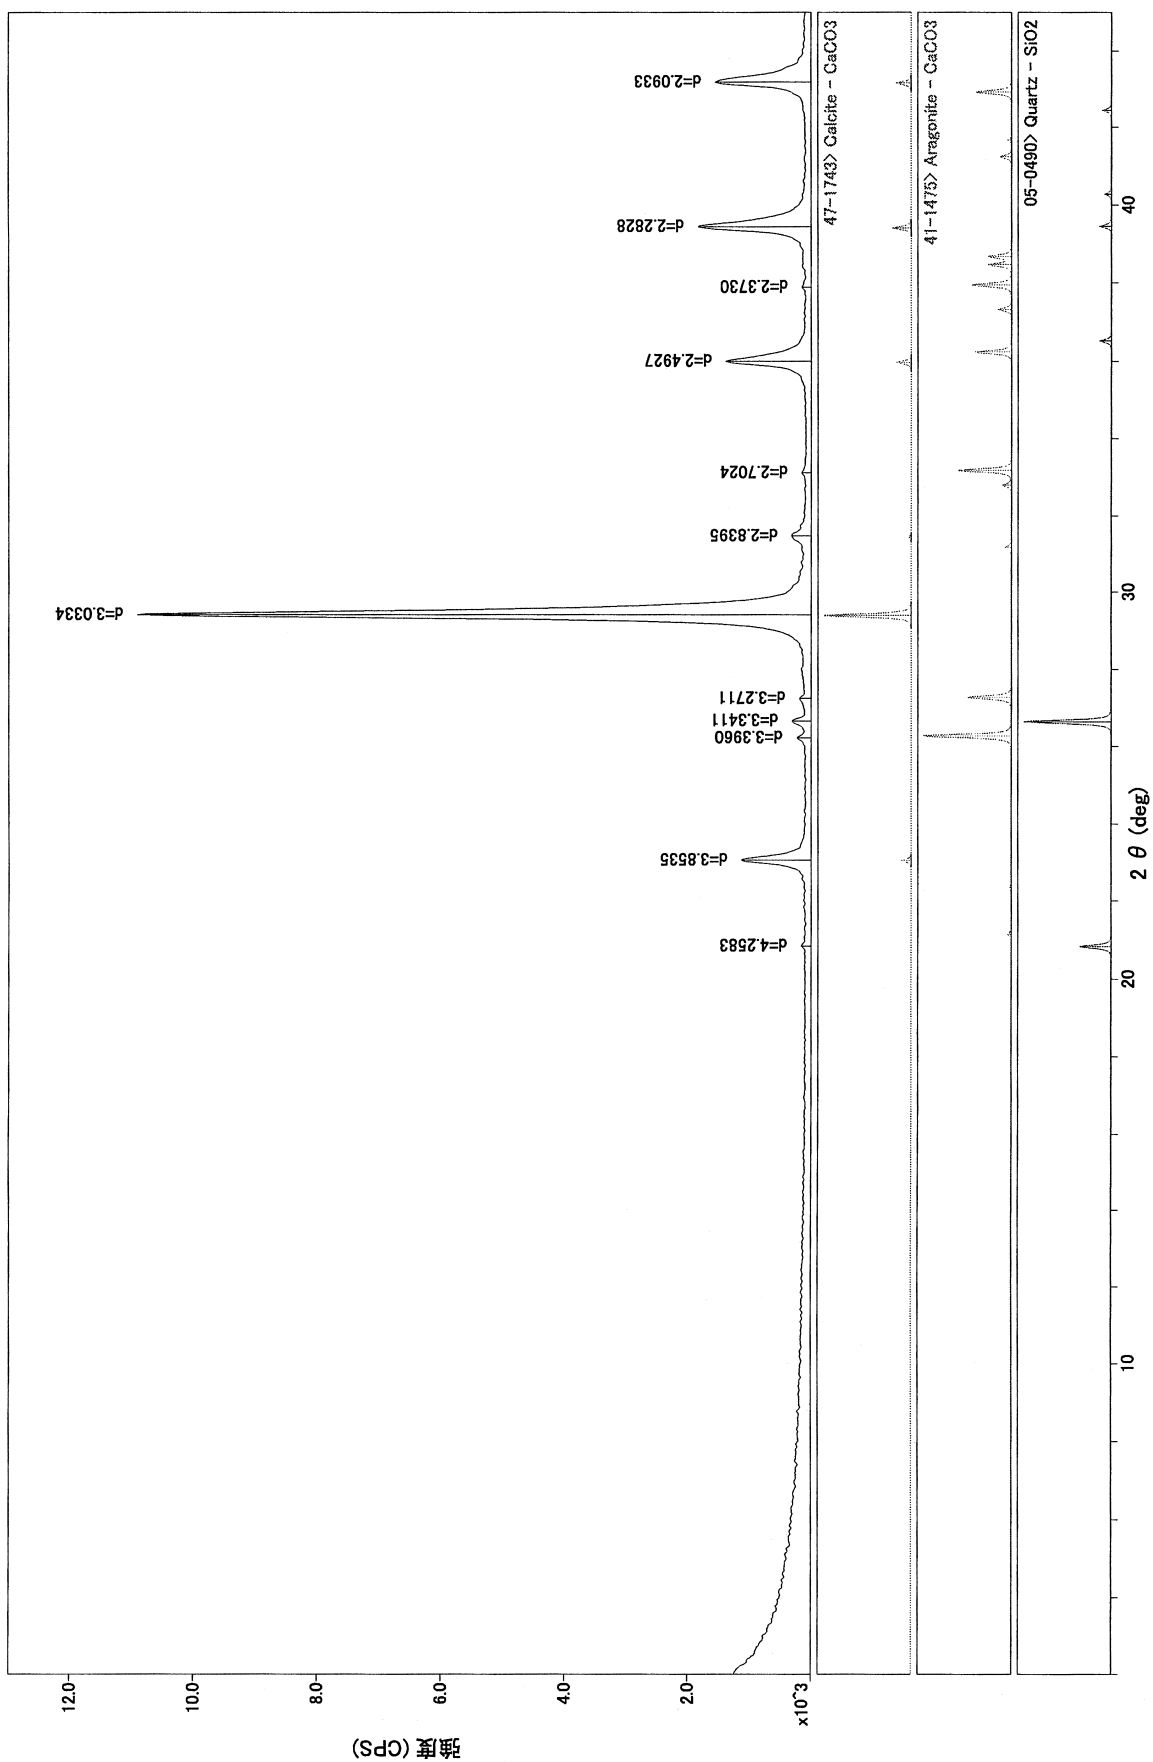 強度 (CPS)
12.0
10.0
8.0
6.0
4.0
2.0
x10^3
d=4.2583
d=3.8535
d=3.3960
d=3.3411
d=3.2711
d=3.0334
d=2.8395
d=2.7024
d=2.4927
d=2.3730
d=2.2828
d=2.0933
47-1743> Calcite - CaCO3
41-1475> Aragonite - CaCO3
05-0490> Quartz - SiO2
10
20
30
40
2 θ (deg)